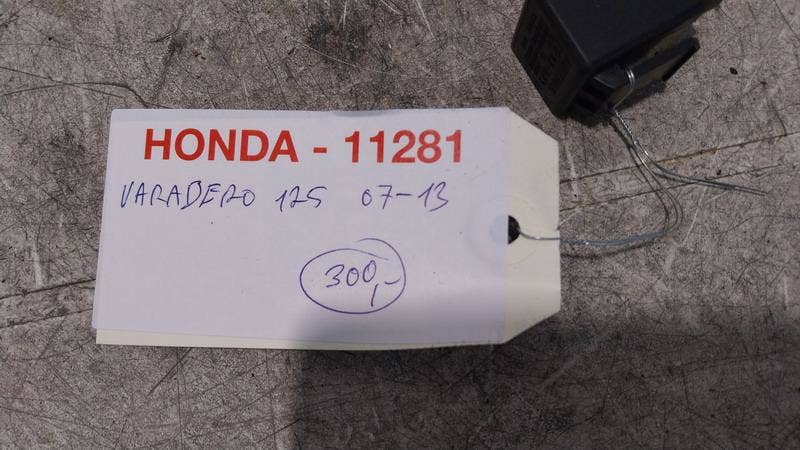 HONDA - 11281
VARADERO 125 07-13
300,-